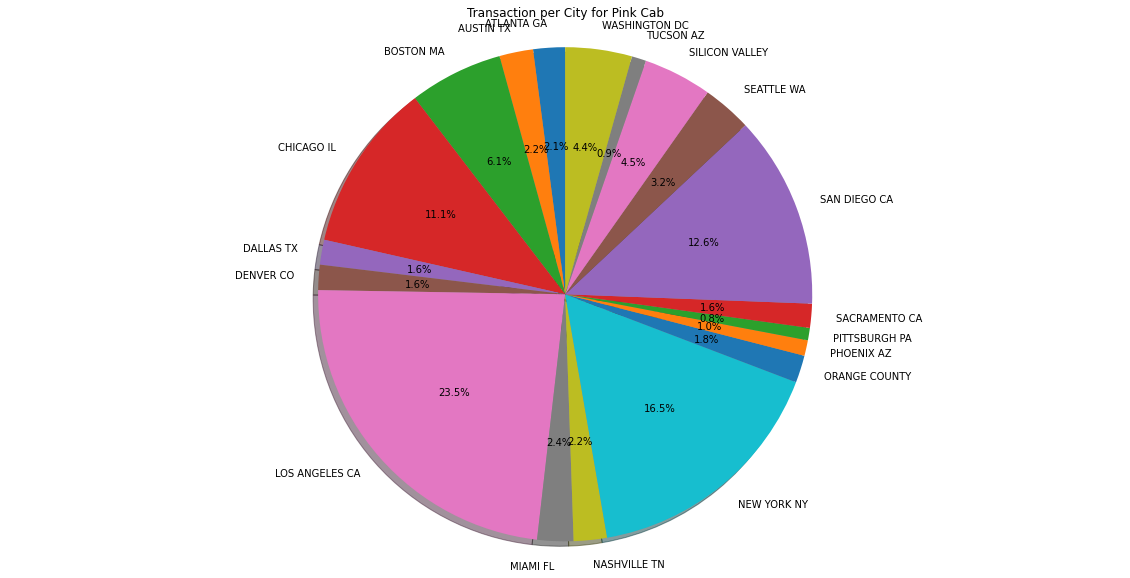 Transaction per City for Pink Cab
ATLANTA GA
AUSTIN TX
BOSTON MA
CHICAGO IL
DALLAS TX
DENVER CO
LOS ANGELES CA
MIAMI FL
NASHVILLE TN
NEW YORK NY
ORANGE COUNTY
PHOENIX AZ
PITTSBURGH PA
SACRAMENTO CA
SAN DIEGO CA
SEATTLE WA
SILICON VALLEY
TUCSON AZ
WASHINGTON DC
2.1%
2.2%
6.1%
11.1%
1.6%
1.6%
23.5%
2.4%
2.2%
16.5%
1.8%
1.0%
0.8%
1.6%
12.6%
3.2%
4.5%
0.9%
4.4%